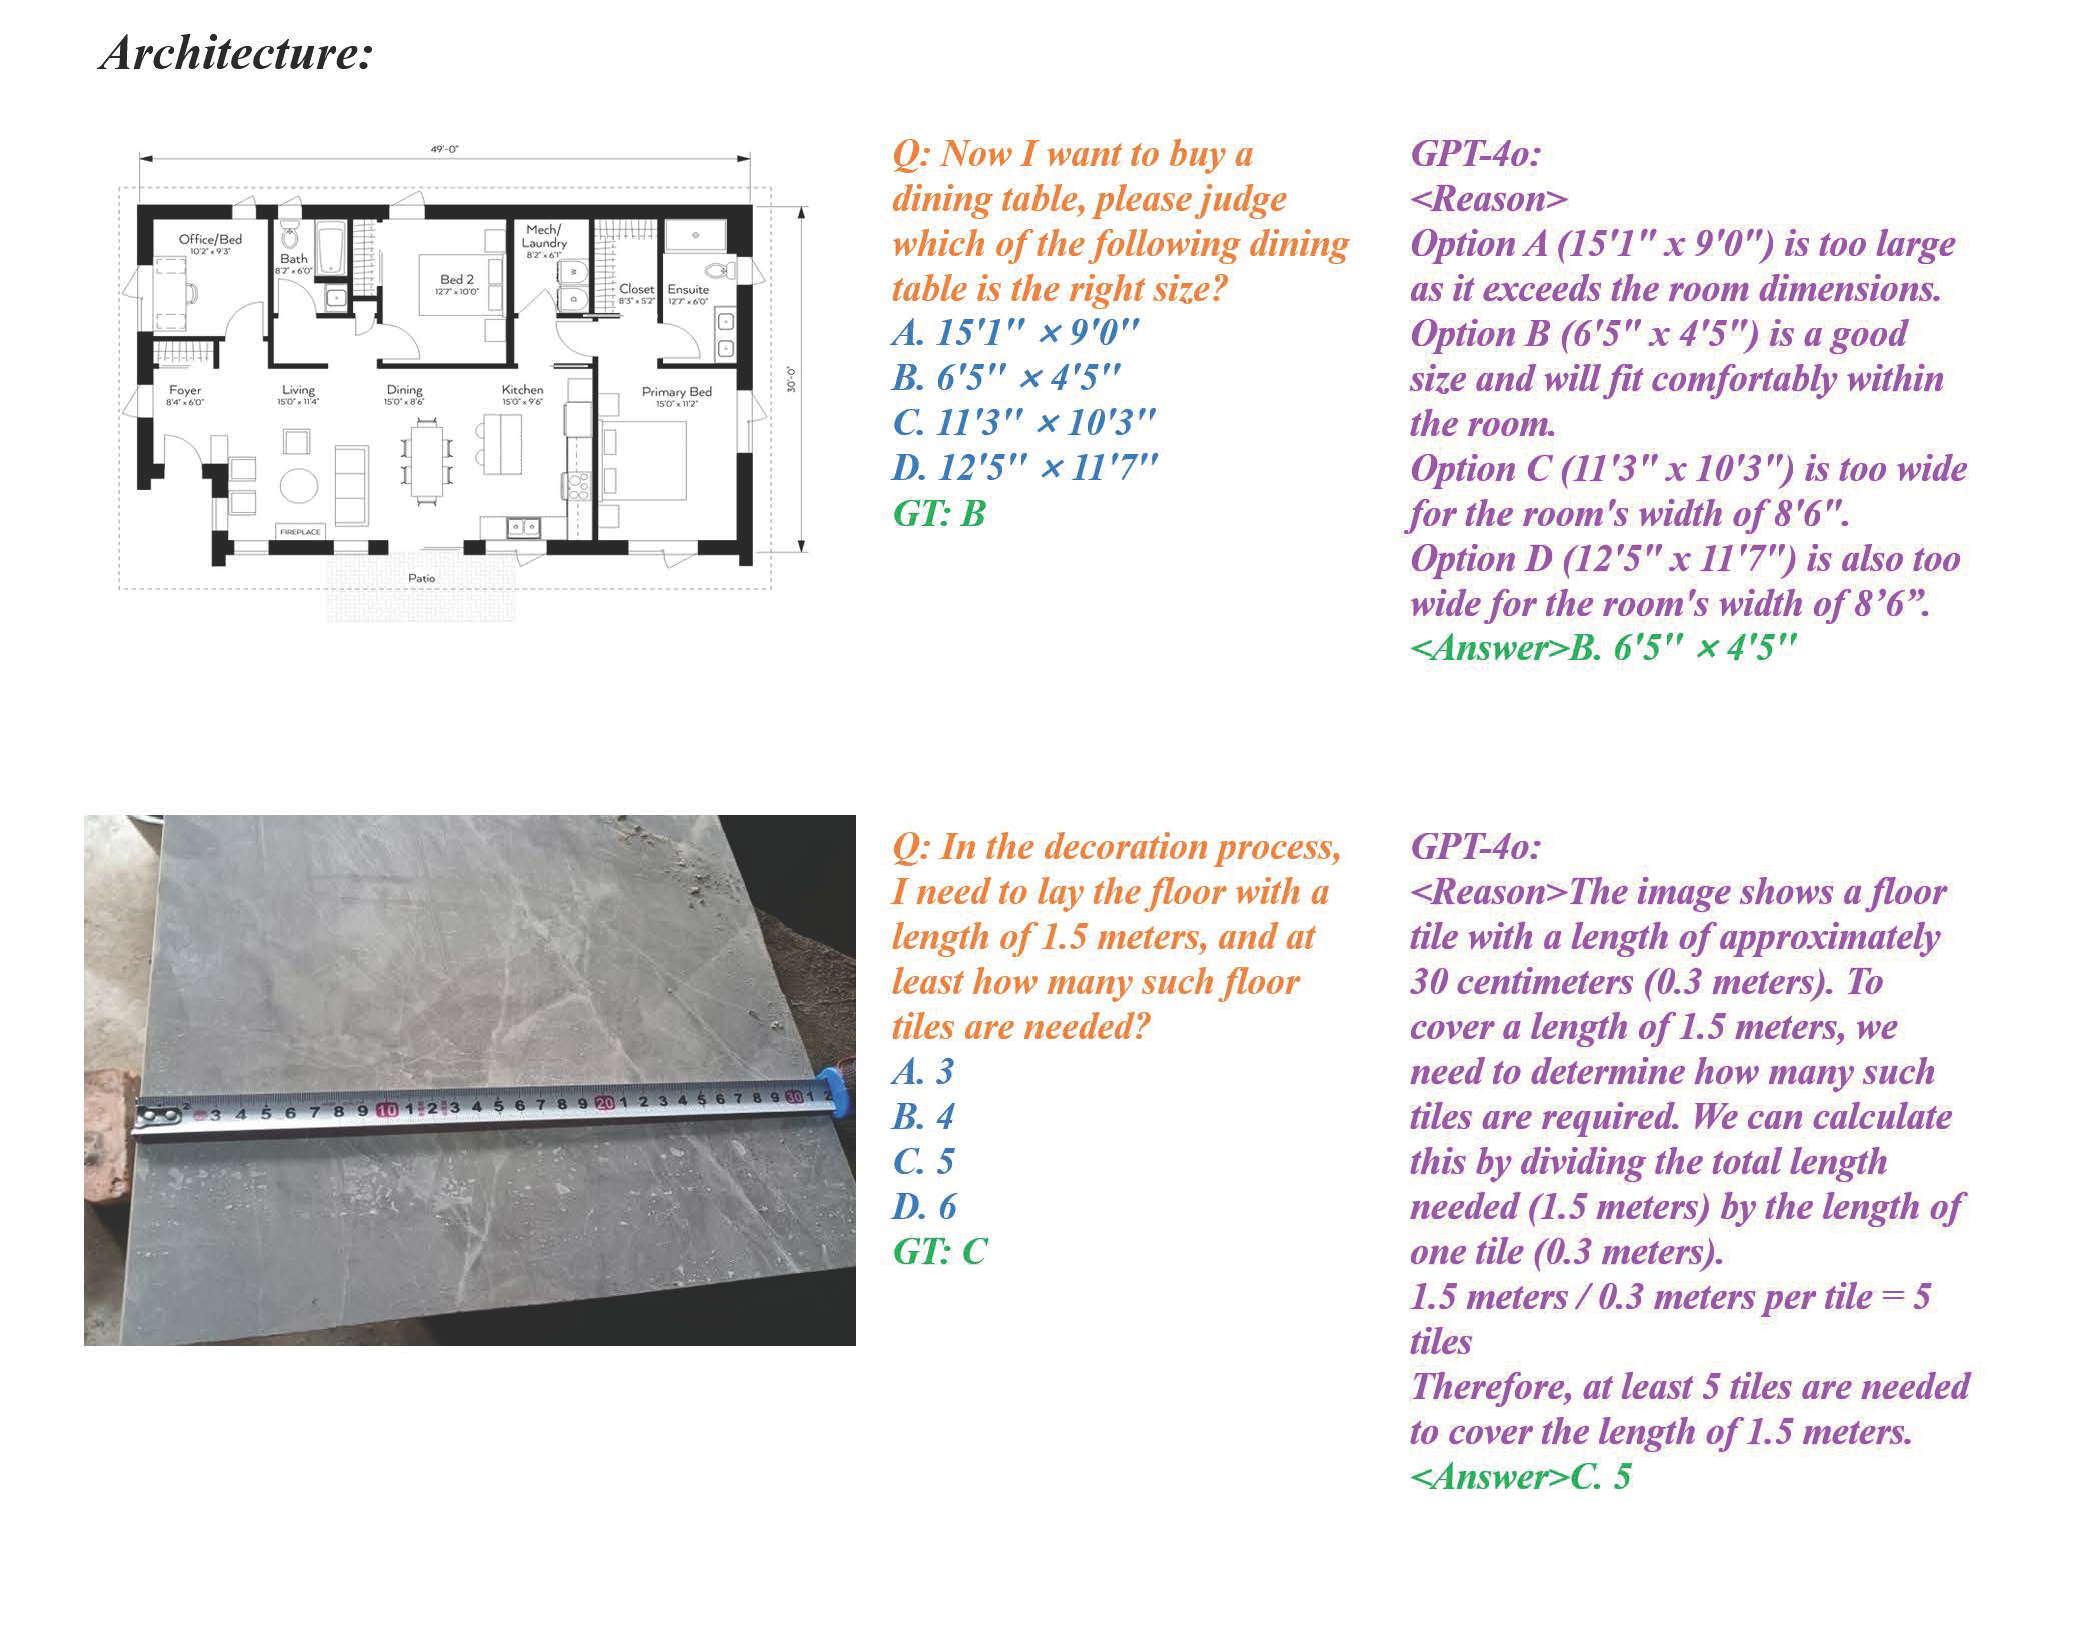 Architecture:
49'-0"
Office/Bed
10'2" x 9'3"
Bath
8'2" x 6'0"
Bed 2
12'7" x 10'0"
Mech/
Laundry
8'2" x 6'1"
W
D
Closet
8'3" x 5'2"
Ensuite
12'7" x 6'0"
30'-0"
Foyer
8'4" x 6'0"
Living
15'0" x 11'4"
Dining
15'0" x 8'6"
Kitchen
15'0" x 9'6"
Primary Bed
15'0" x 11'2"
FIREPLACE
Patio
Q: Now I want to buy a
dining table, please judge
which of the following dining
table is the right size?
A. 15'1" × 9'0"
B. 6'5" × 4'5"
C. 11'3" × 10'3"
D. 12'5" × 11'7"
GT: B
GPT-4o:
<Reason>
Option A (15'1" x 9'0") is too large
as it exceeds the room dimensions.
Option B (6'5" x 4'5") is a good
size and will fit comfortably within
the room.
Option C (11'3" x 10'3") is too wide
for the room's width of 8'6".
Option D (12'5" x 11'7") is also too
wide for the room's width of 8’6”.
<Answer>B. 6'5" × 4'5"
2 3 4 5 6 7 8 9 10 1 2 3 4 5 6 7 8 9 20 1 2 3 4 5 6 7 8 9 30 1 2
Q: In the decoration process,
I need to lay the floor with a
length of 1.5 meters, and at
least how many such floor
tiles are needed?
A. 3
B. 4
C. 5
D. 6
GT: C
GPT-4o:
<Reason>The image shows a floor
tile with a length of approximately
30 centimeters (0.3 meters). To
cover a length of 1.5 meters, we
need to determine how many such
tiles are required. We can calculate
this by dividing the total length
needed (1.5 meters) by the length of
one tile (0.3 meters).
1.5 meters / 0.3 meters per tile = 5
tiles
Therefore, at least 5 tiles are needed
to cover the length of 1.5 meters.
<Answer>C. 5